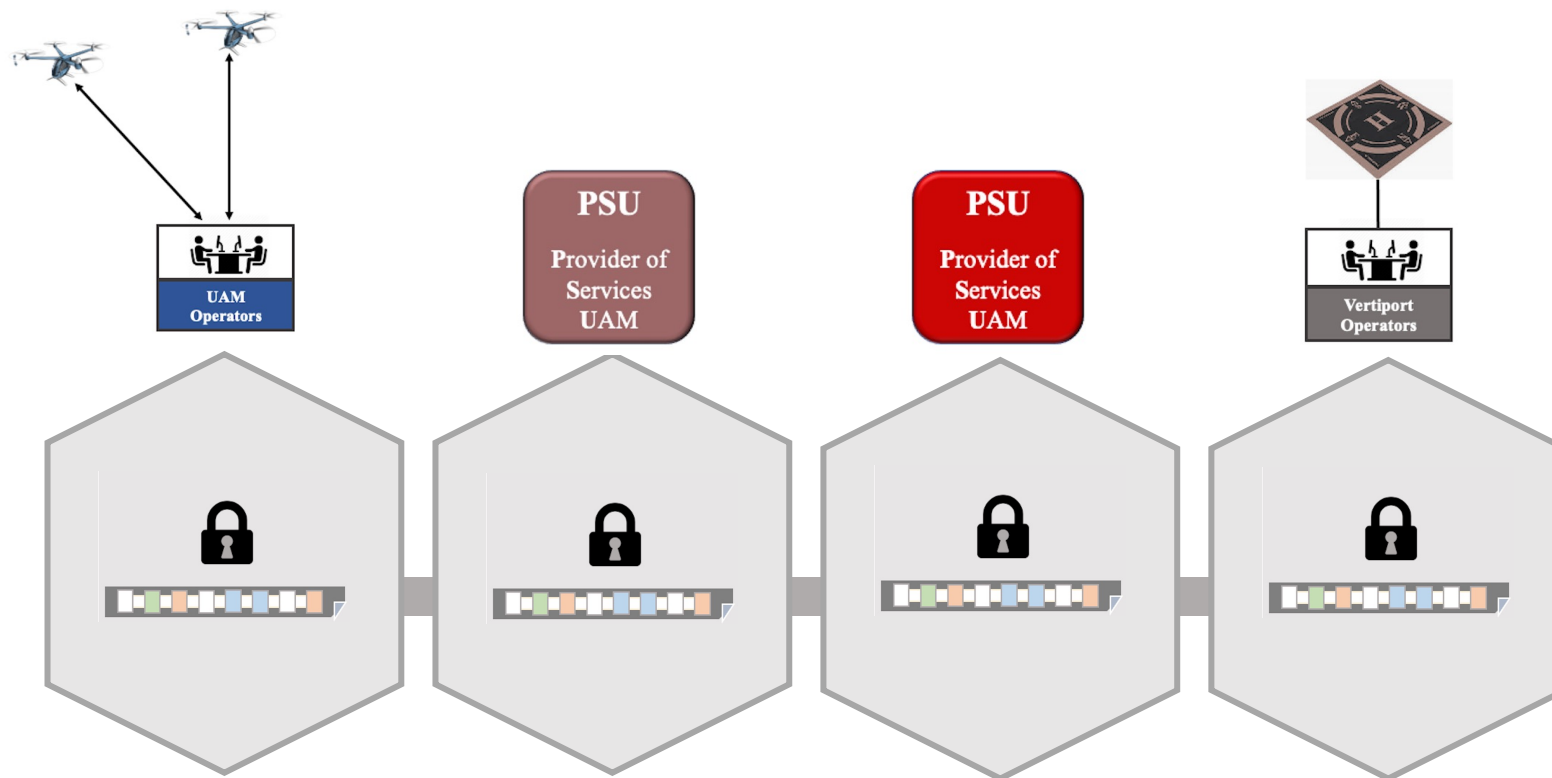 UAM
Operators
PSU
Provider of
Services
UAM
PSU
Provider of
Services
UAM
H
Vertiport
Operators